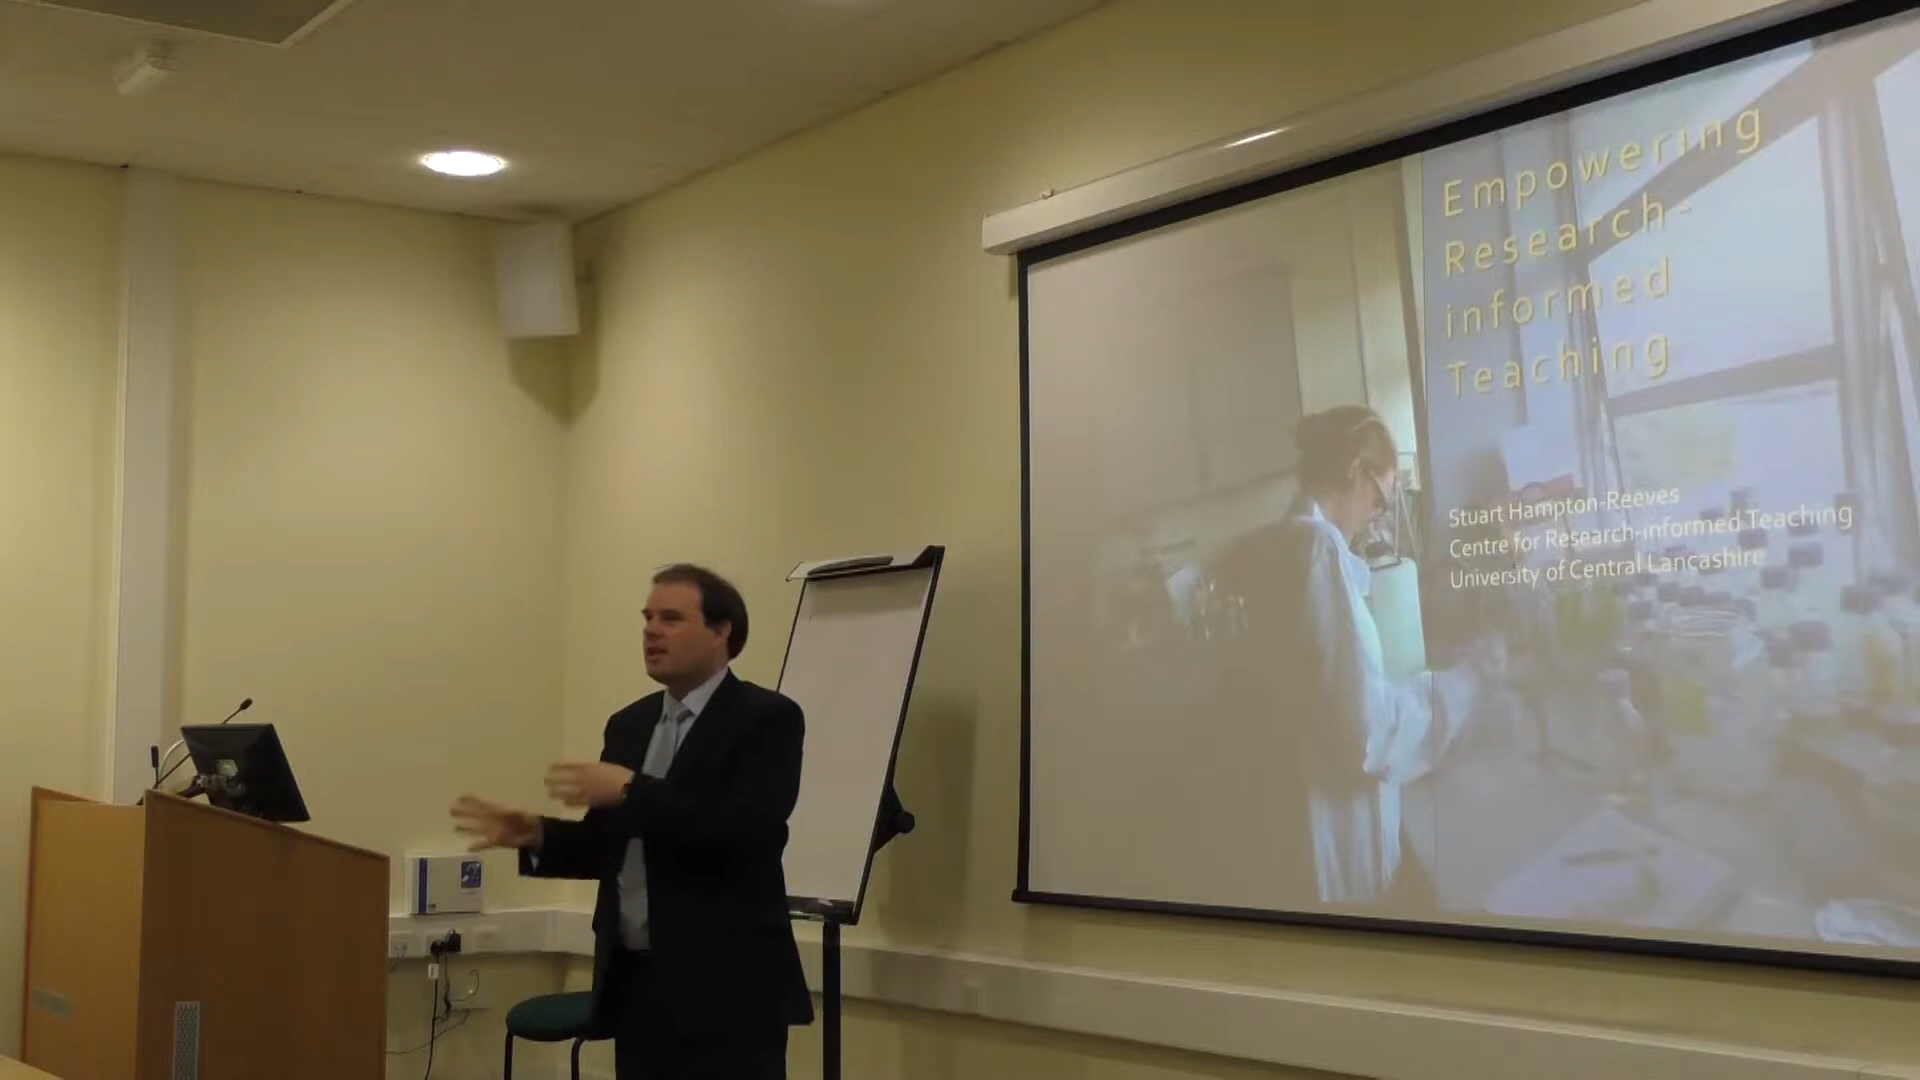 Empowering
Research-
informed
Teaching
Stuart Hampton-Reeves
Centre for Research-informed Teaching
University of Central Lancashire